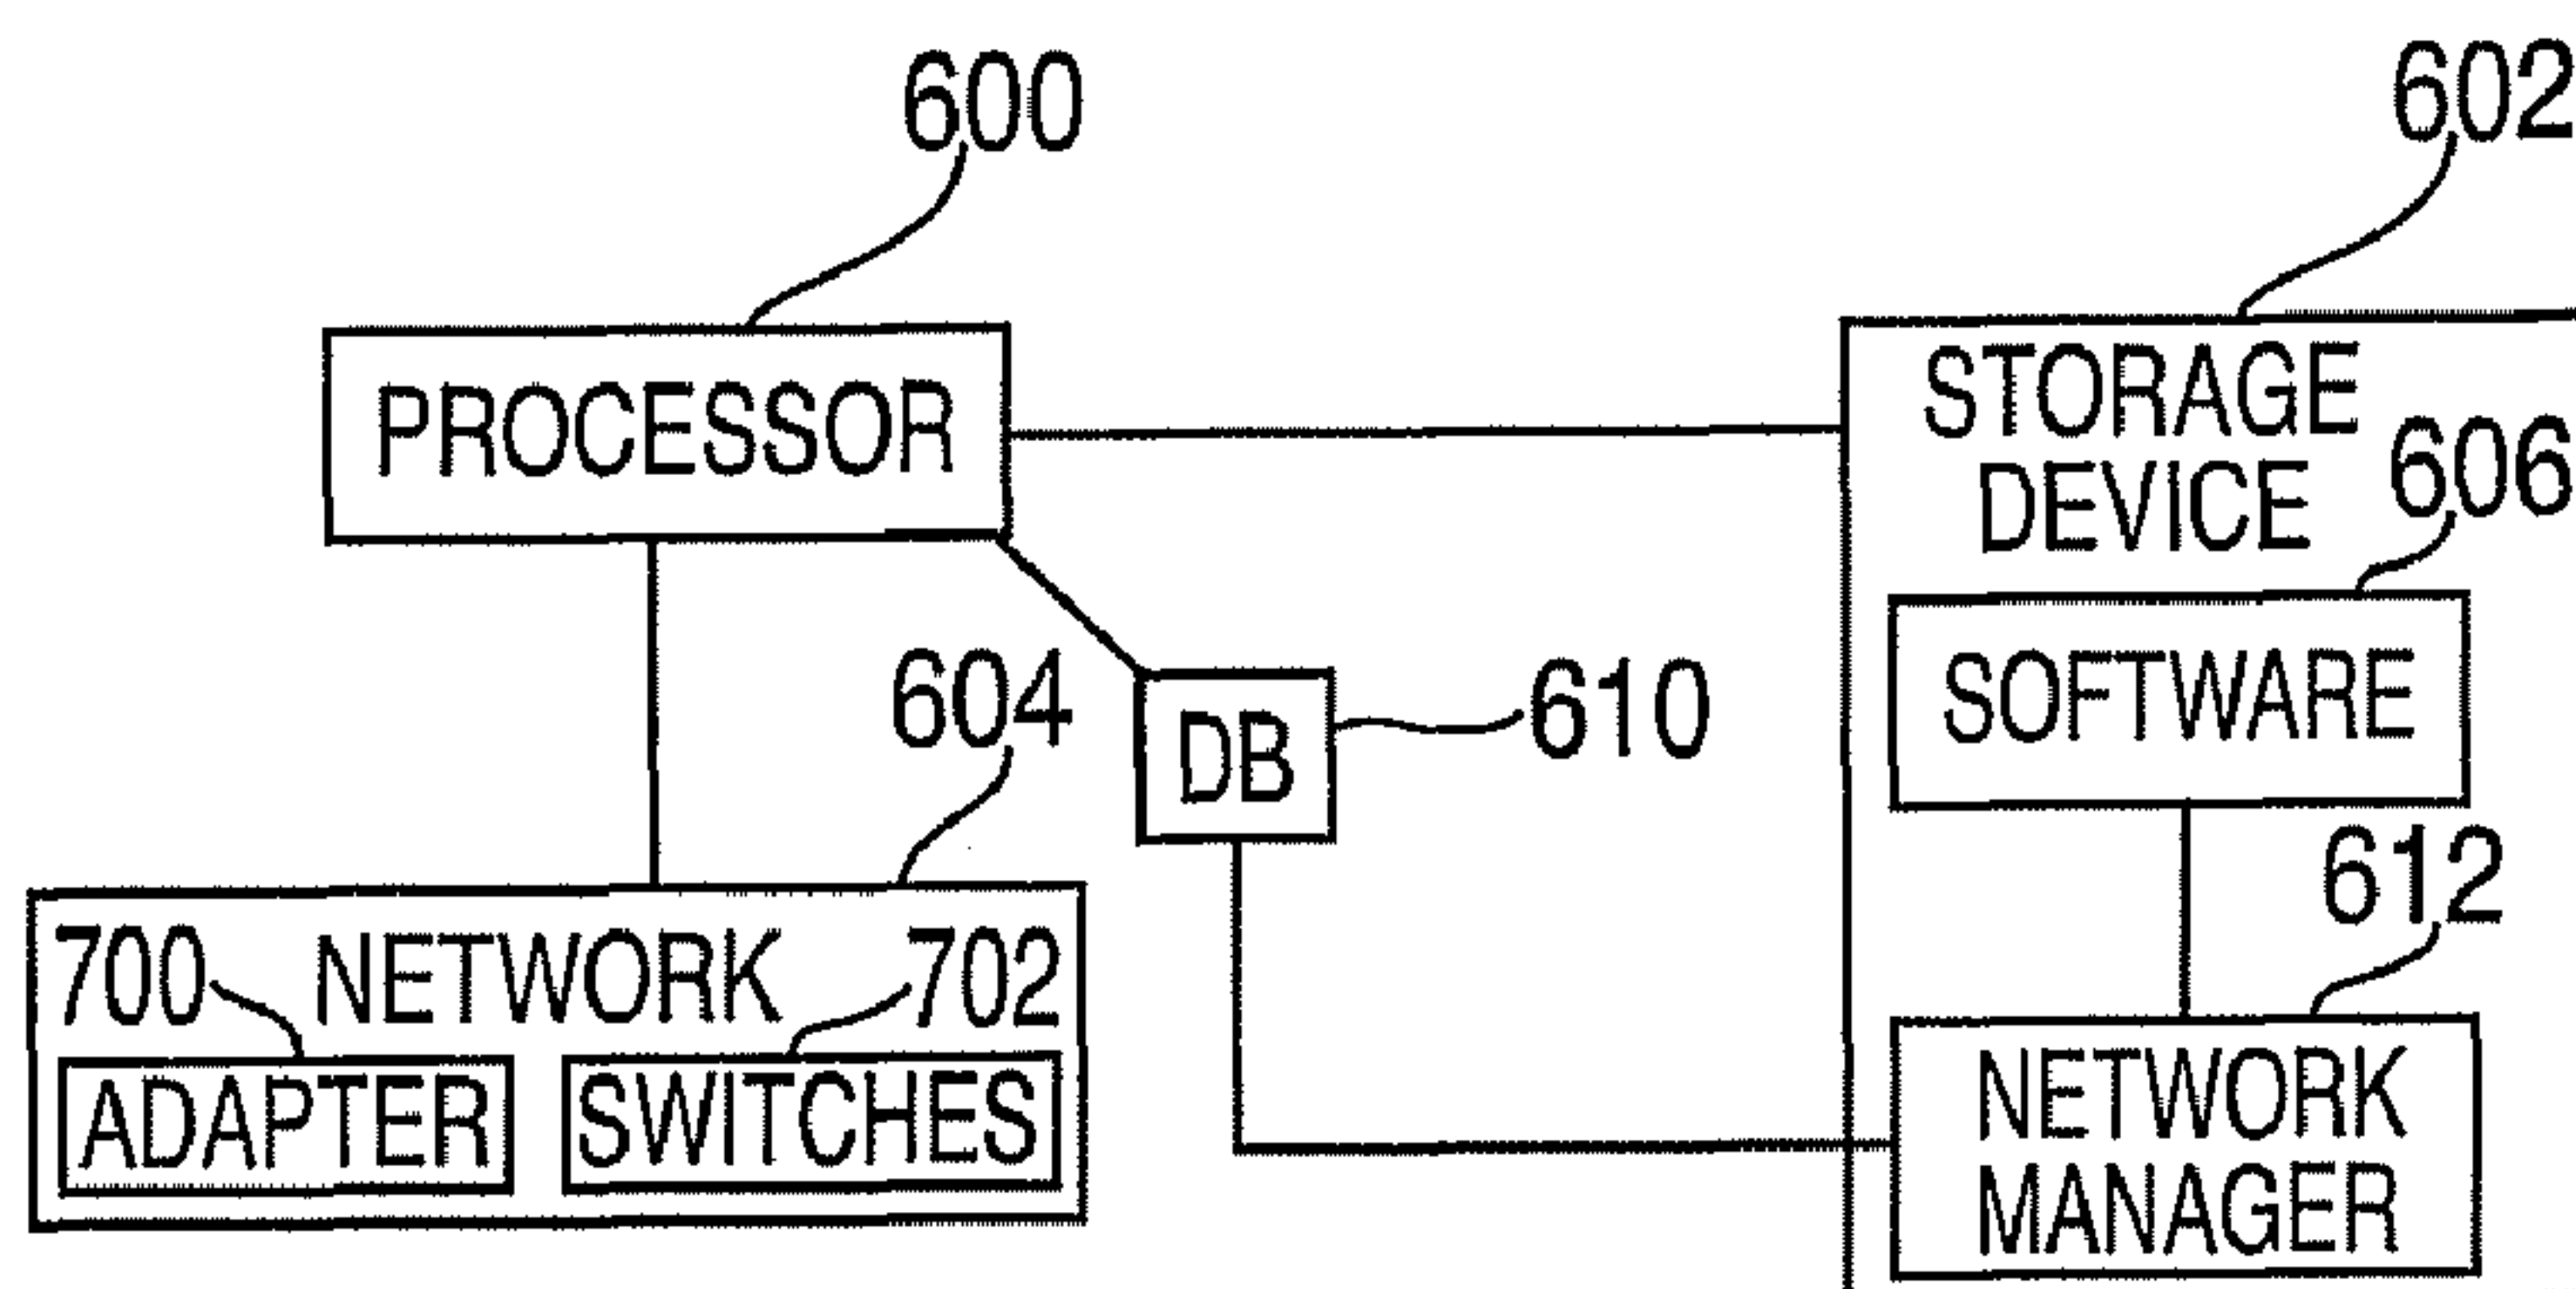 600
602
PROCESSOR
STORAGE
DEVICE
606
SOFTWARE
604
DB
610
612
700
NETWORK
702
ADAPTER
SWITCHES
NETWORK
MANAGER